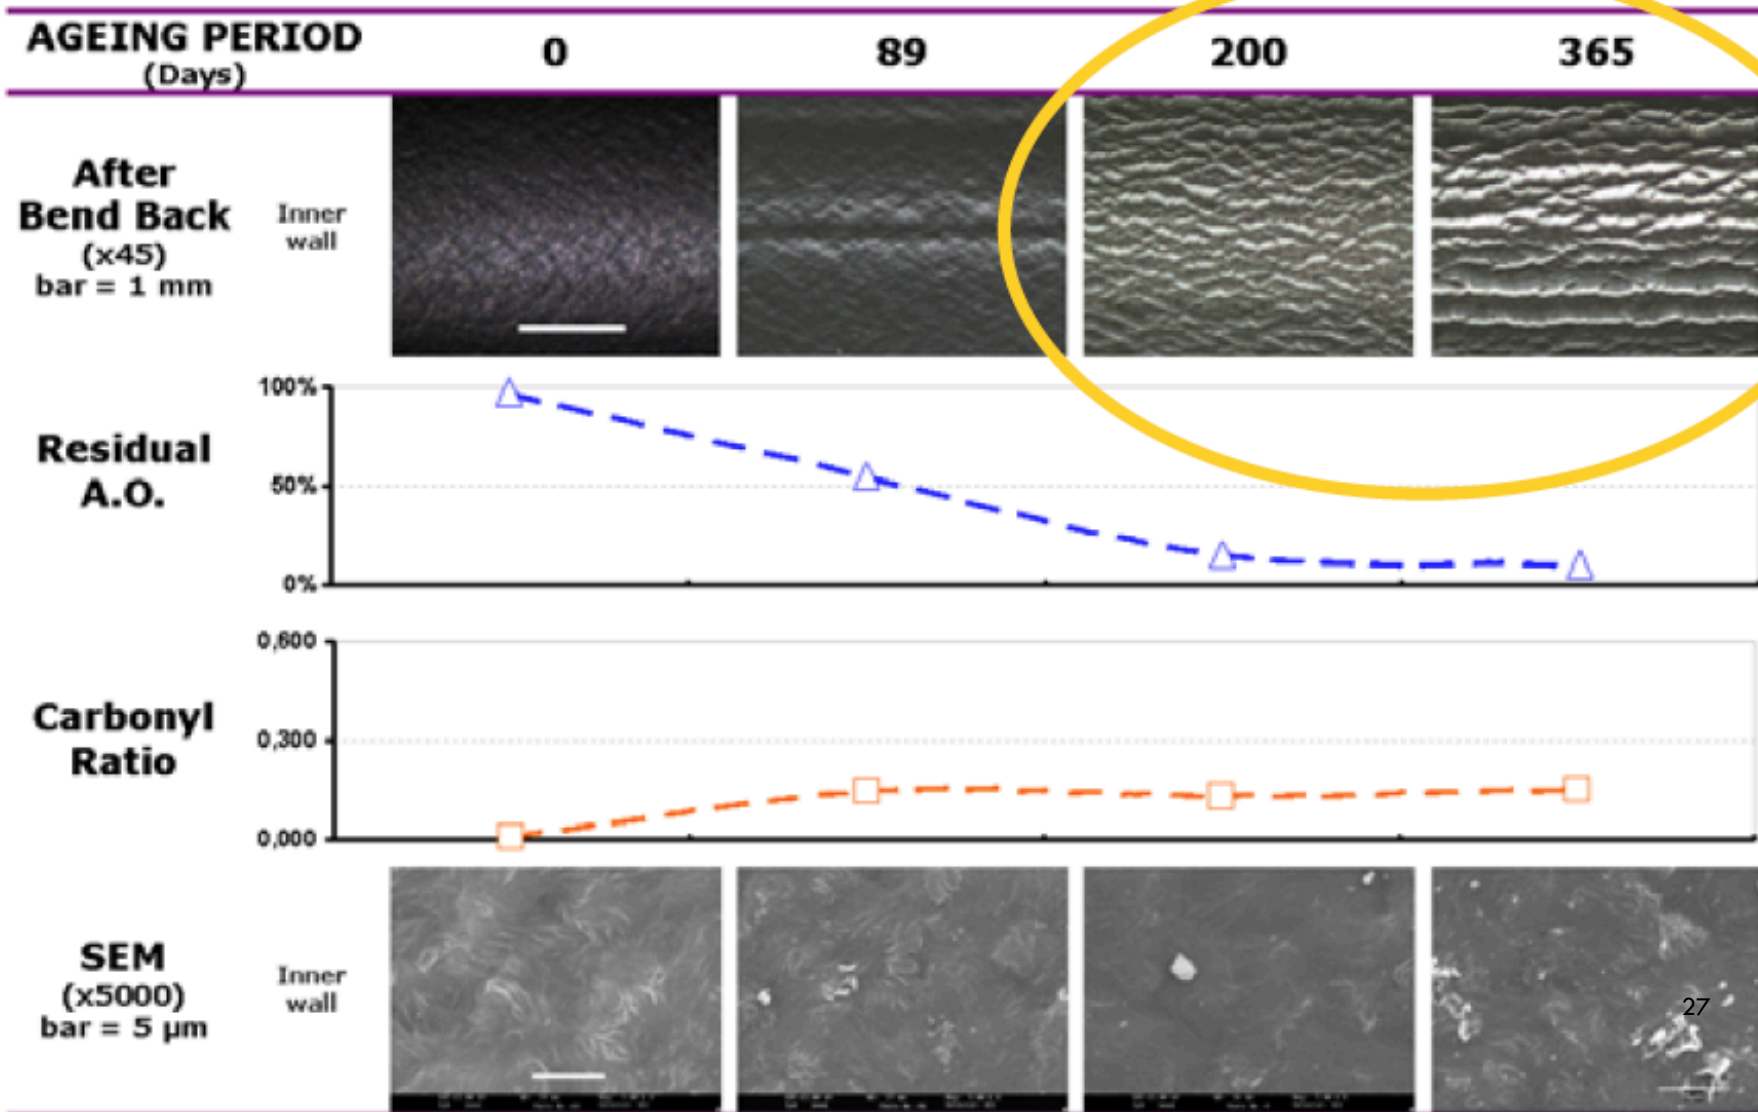 AGEING PERIOD
(Days)
0 89 200 365
After
Bend Back
(x45)
bar = 1 mm
Inner
wall
Residual
A.O.
100%
50%
0%
Carbonyl
Ratio
0,600
0,300
0,000
SEM
(x5000)
bar = 5 µm
Inner
wall
27